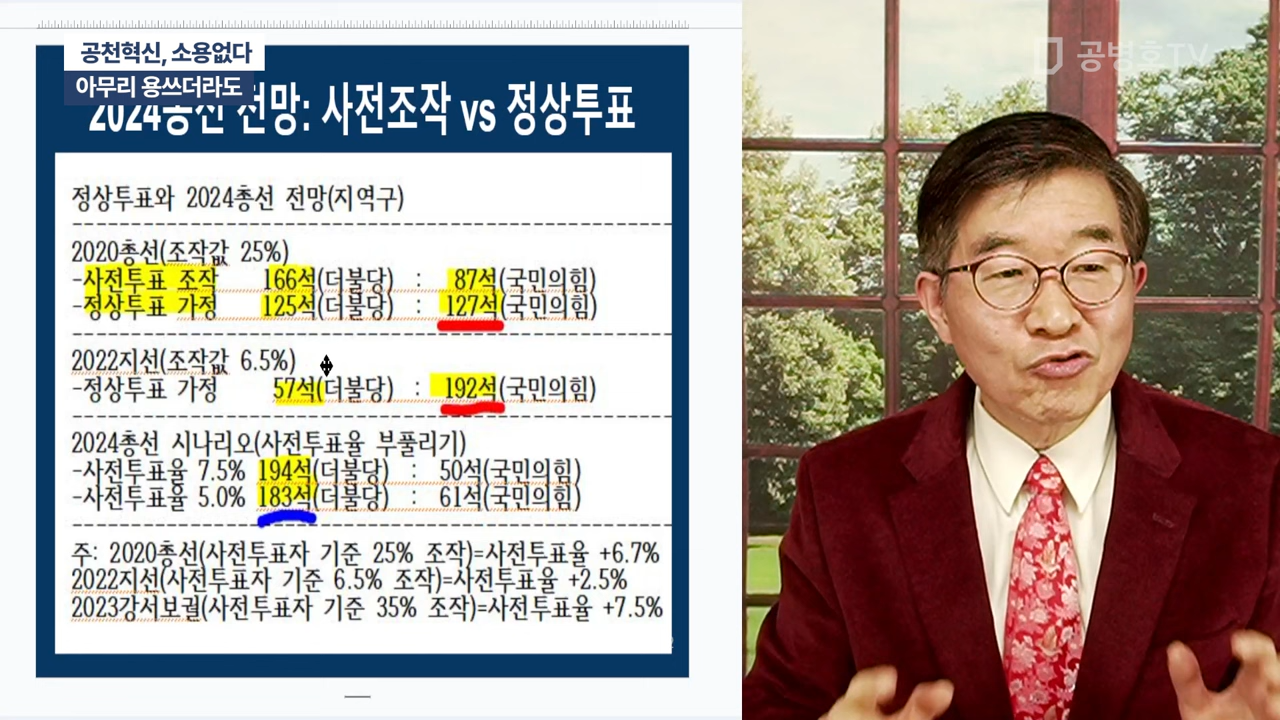 공천혁신, 소용없다
아무리 용쓰더라도
2024총선 전망: 사전조작 vs 정상투표
정상투표와 2024총선 전망(지역구)
2020총선(조작값 25%)
-사전투표 조작 166석(더불당) : 87석(국민의힘)
-정상투표 가정 125석(더불당) : 127석(국민의힘)
2022지선(조작값 6.5%)
-정상투표 가정 57석(더불당) : 192석(국민의힘)
2024총선 시나리오(사전투표율 부풀리기)
-사전투표율 7.5% 194석(더불당) : 50석(국민의힘)
-사전투표율 5.0% 183석(더불당) : 61석(국민의힘)
주: 2020총선(사전투표자 기준 25% 조작)=사전투표율 +6.7%
2022지선(사전투표자 기준 6.5% 조작)=사전투표율 +2.5%
2023강서보궐(사전투표자 기준 35% 조작)=사전투표율 +7.5%
공병호TV